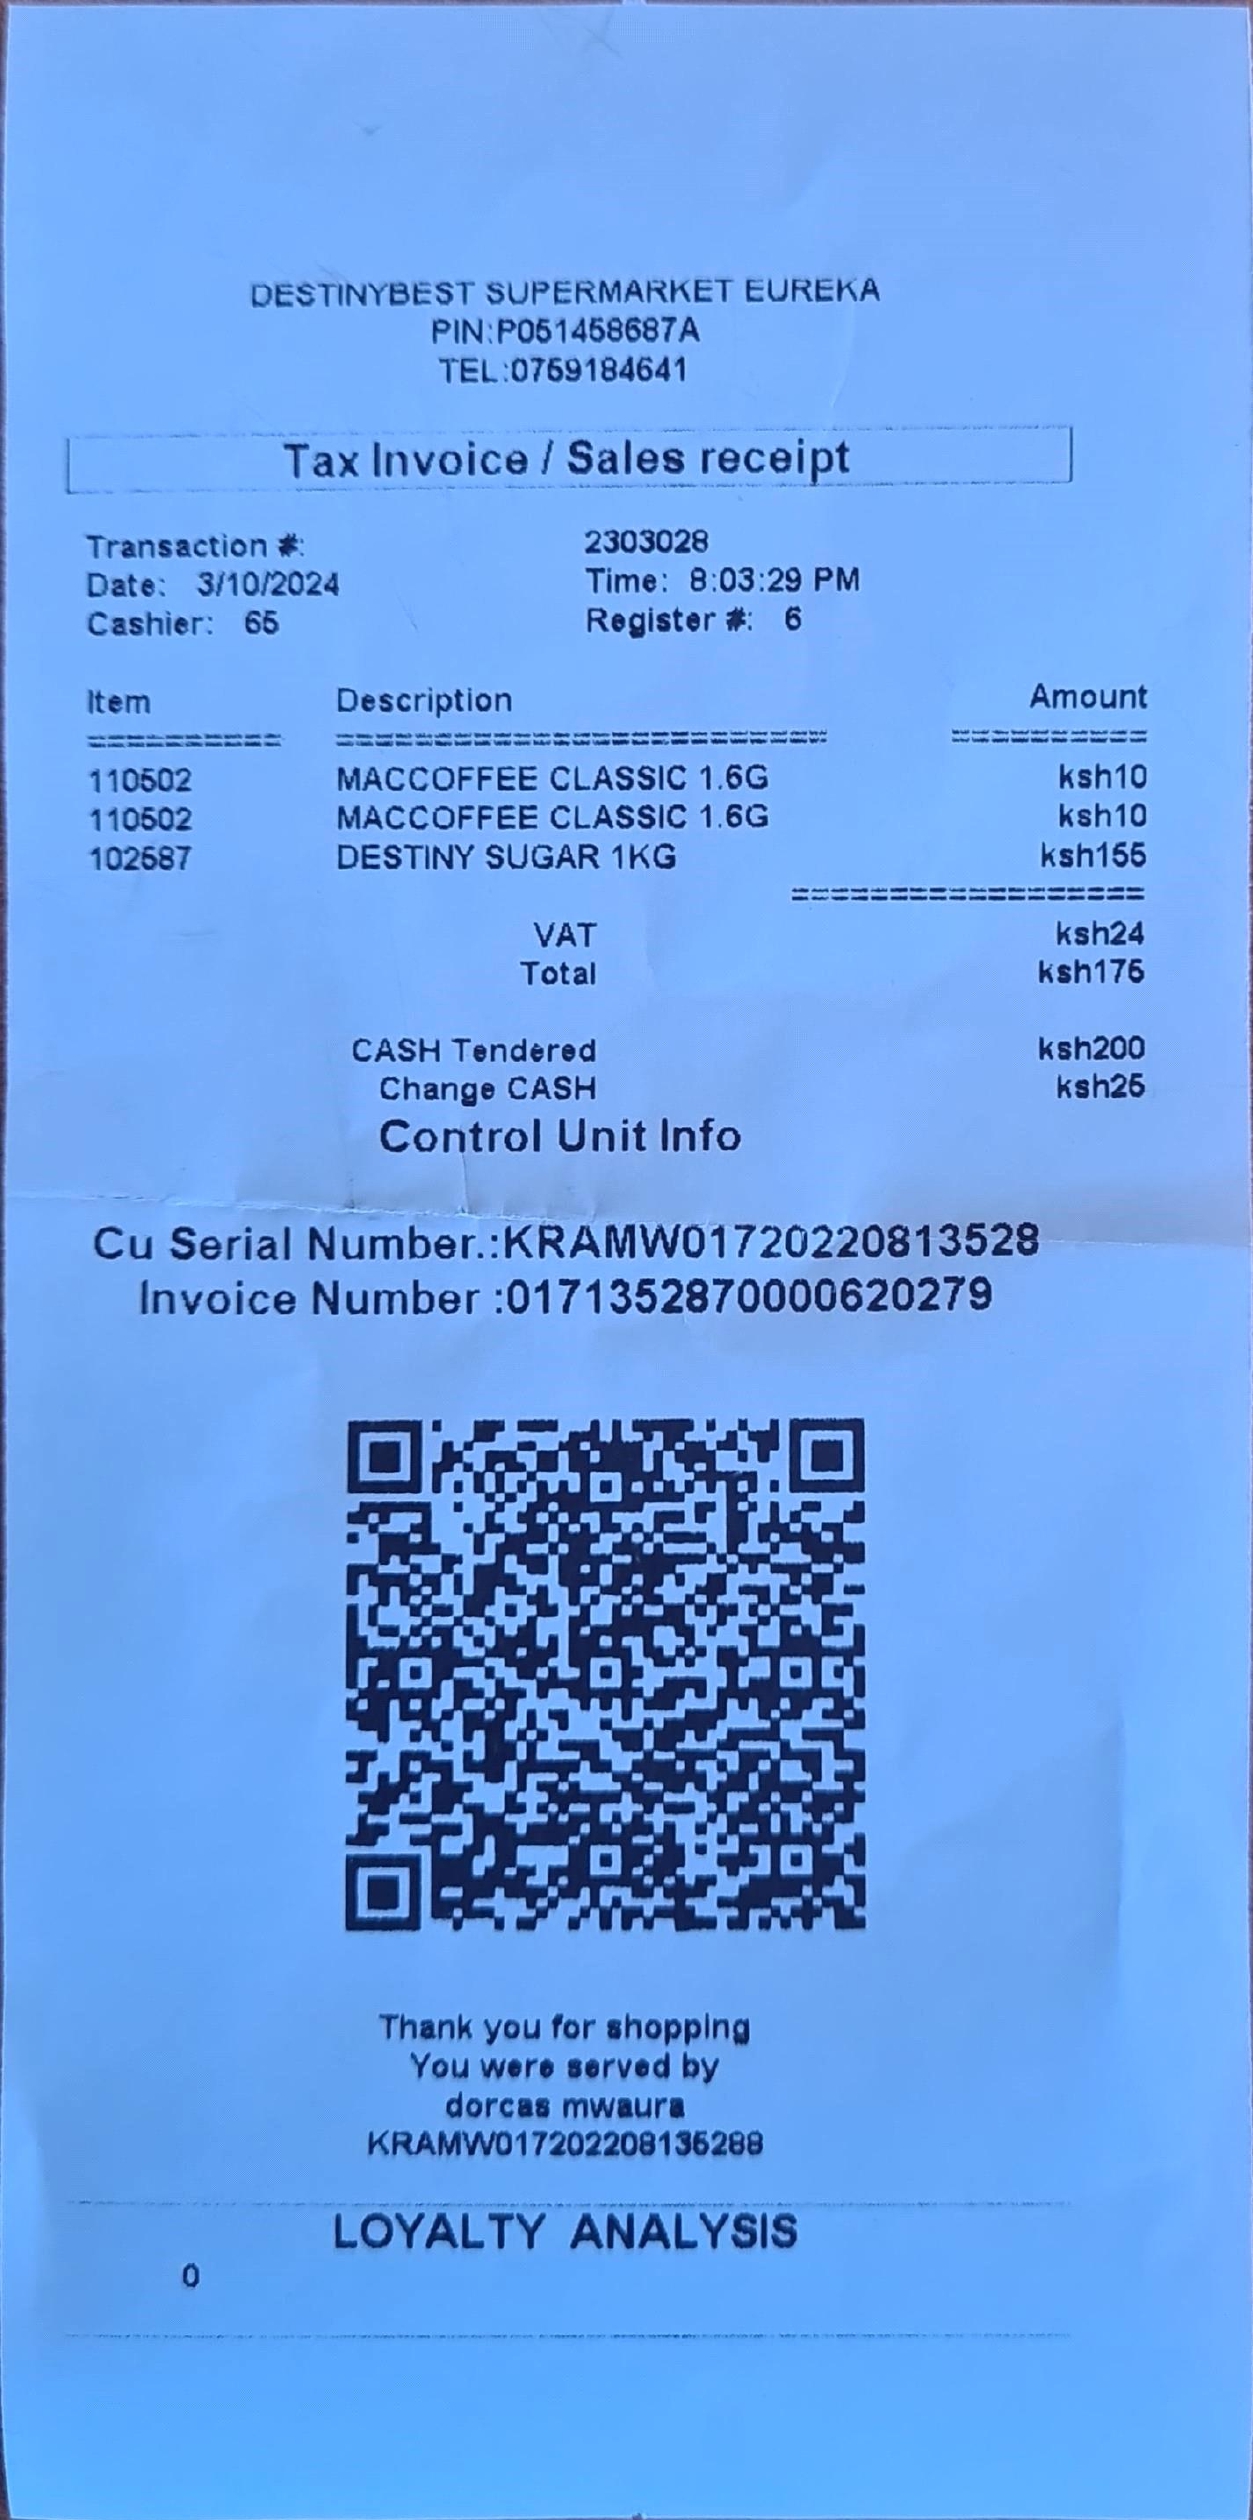 DESTINYBEST SUPERMARKET EUREKA
PIN:P051458687A
TEL:0759184641
Tax Invoice / Sales receipt
Transaction #: 2303028
Date: 3/10/2024 Time: 8:03:29 PM
Cashier: 65 Register #: 6
Item Description Amount
110502 MACCOFFEE CLASSIC 1.6G ksh10
110502 MACCOFFEE CLASSIC 1.6G ksh10
102587 DESTINY SUGAR 1KG ksh155
VAT ksh24
Total ksh175
CASH Tendered ksh200
Change CASH ksh25
Control Unit Info
Cu Serial Number.:KRAMW01720220813528
Invoice Number :0171352870000620279
Thank you for shopping
You were served by
dorcas mwaura
KRAMW017202208135288
LOYALTY ANALYSIS
0